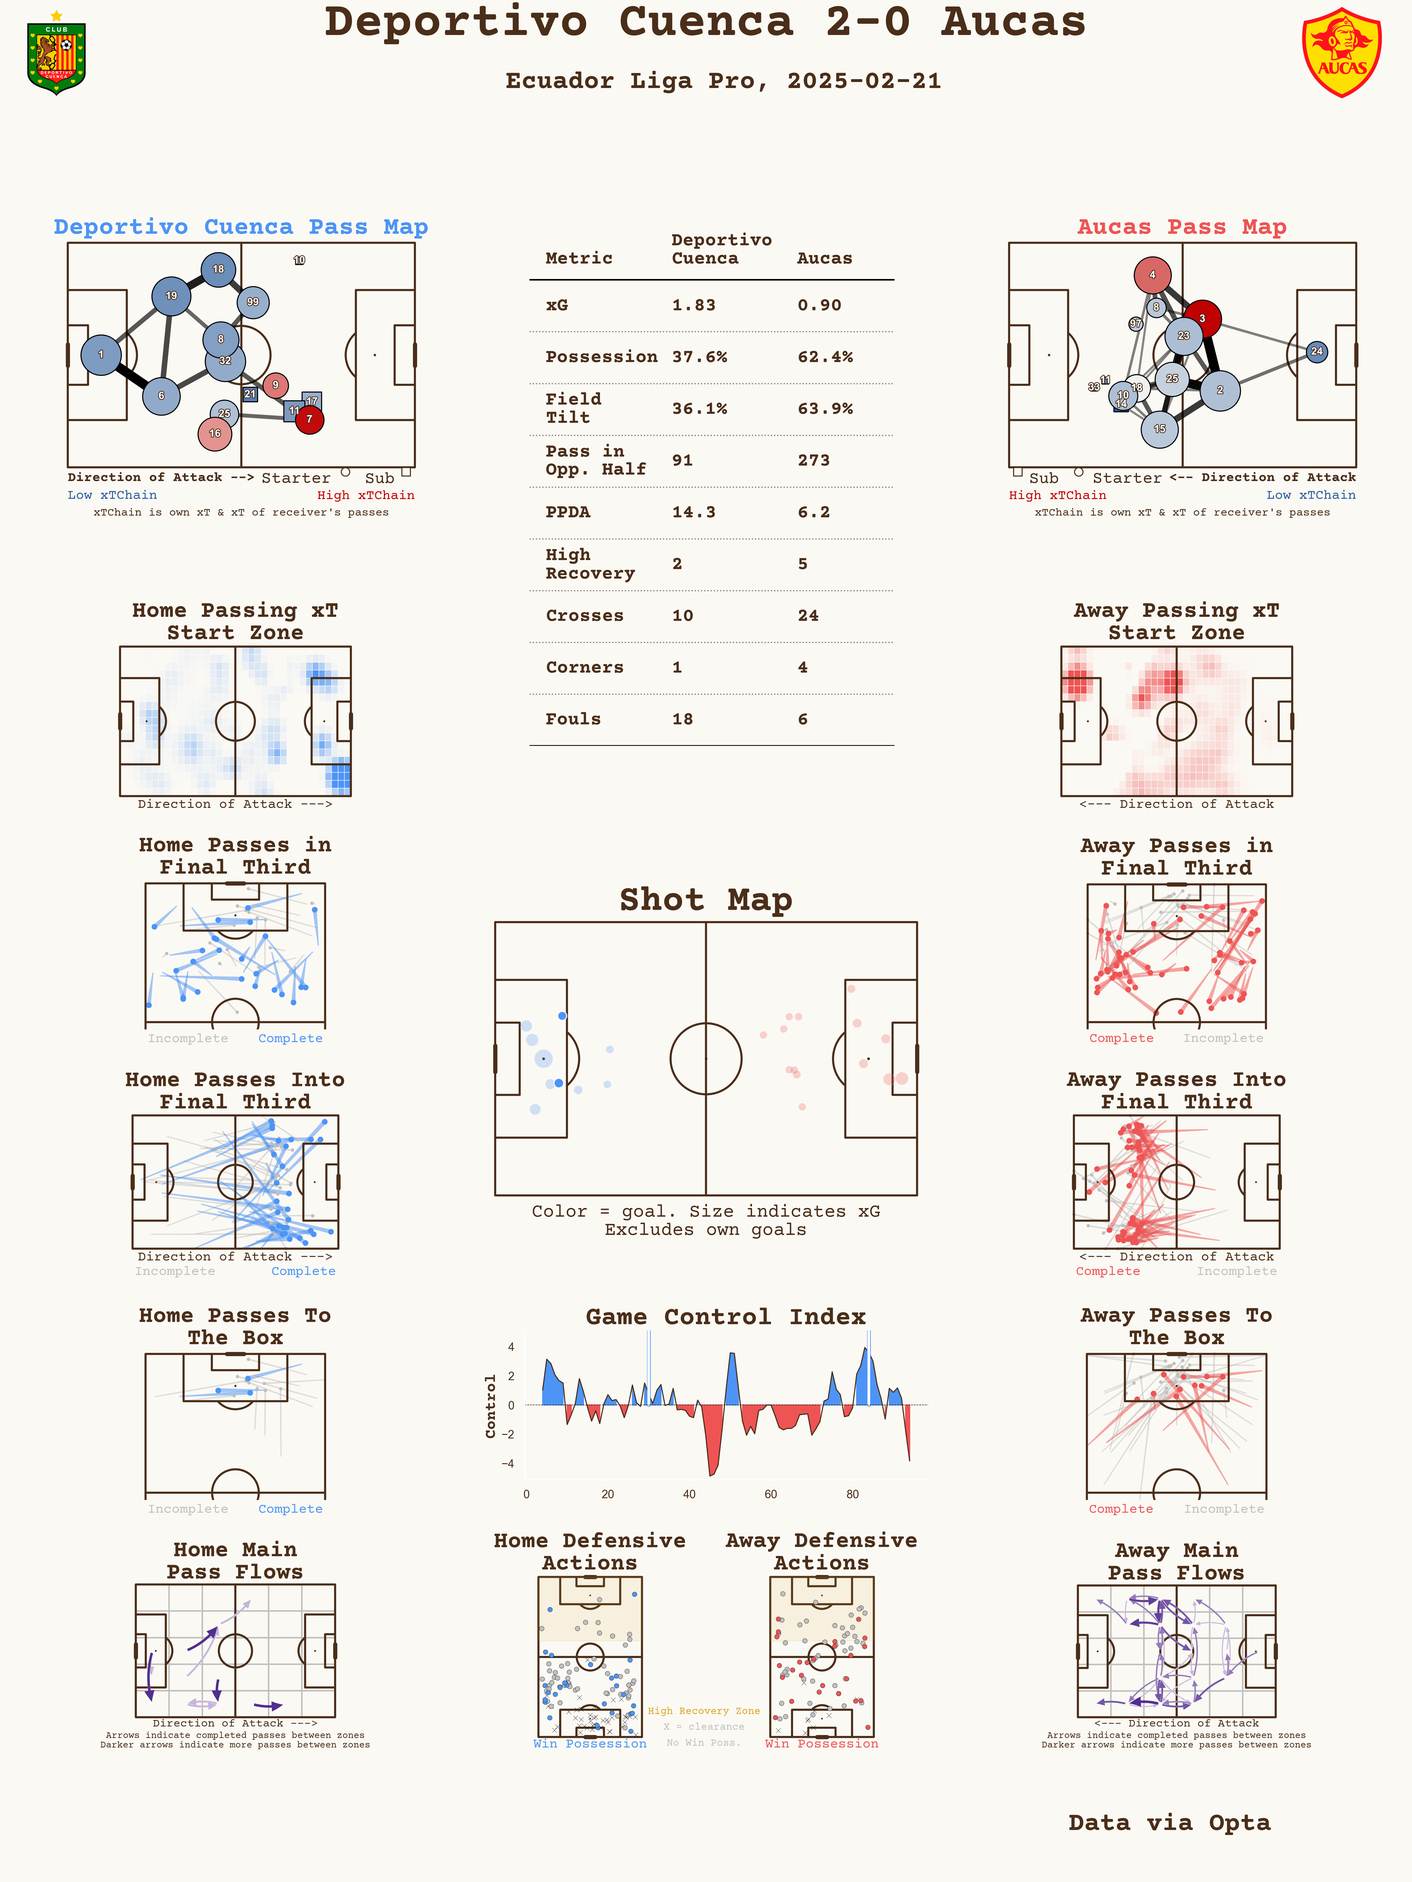 Deportivo Cuenca 2-0 Aucas
Ecuador Liga Pro, 2025-02-21
CLUB
DEPORTIVO
CUENCA
AUCAS
Deportivo Cuenca Pass Map
18
10
19
99
8
1
32
9
6
21
17
25
11
7
16
Direction of Attack --> Starter Sub
Low xTChain High xTChain
xTChain is own xT & xT of receiver's passes
Metric Deportivo Cuenca Aucas
xG 1.83 0.90
Possession 37.6% 62.4%
Field Tilt 36.1% 63.9%
Pass in Opp. Half 91 273
PPDA 14.3 6.2
High Recovery 2 5
Crosses 10 24
Corners 1 4
Fouls 18 6
Aucas Pass Map
4
8
3
97
23
24
11
25
33
18
10
2
14
15
Sub Starter <-- Direction of Attack
High xTChain Low xTChain
xTChain is own xT & xT of receiver's passes
Home Passing xT
Start Zone
Direction of Attack --->
Away Passing xT
Start Zone
<--- Direction of Attack
Home Passes in
Final Third
Incomplete Complete
Away Passes in
Final Third
Complete Incomplete
Shot Map
Color = goal. Size indicates xG
Excludes own goals
Home Passes Into
Final Third
Direction of Attack --->
Incomplete Complete
Away Passes Into
Final Third
<--- Direction of Attack
Complete Incomplete
Home Passes To
The Box
Incomplete Complete
Game Control Index
Control
4
2
0
−2
−4
0 20 40 60 80
Away Passes To
The Box
Complete Incomplete
Home Main
Pass Flows
Direction of Attack --->
Arrows indicate completed passes between zones
Darker arrows indicate more passes between zones
Home Defensive
Actions
Win Possession
High Recovery Zone
X = clearance
No Win Poss.
Away Defensive
Actions
Win Possession
Away Main
Pass Flows
<--- Direction of Attack
Arrows indicate completed passes between zones
Darker arrows indicate more passes between zones
Data via Opta